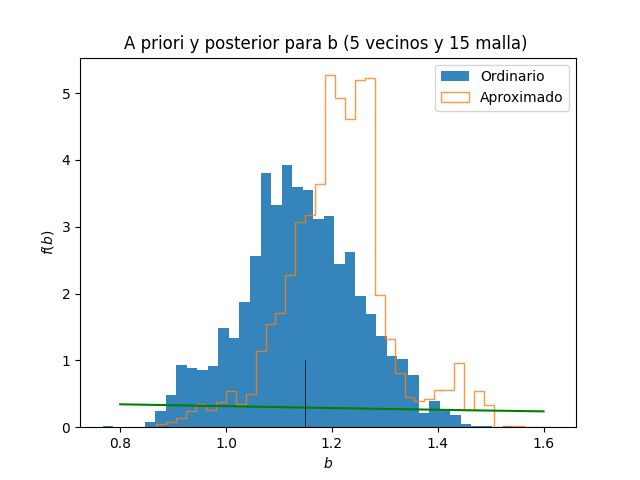 A priori y posterior para b (5 vecinos y 15 malla)
Ordinario
Aproximado
f(b)
5
4
3
2
1
0
0.8 1.0 1.2 1.4 1.6
b